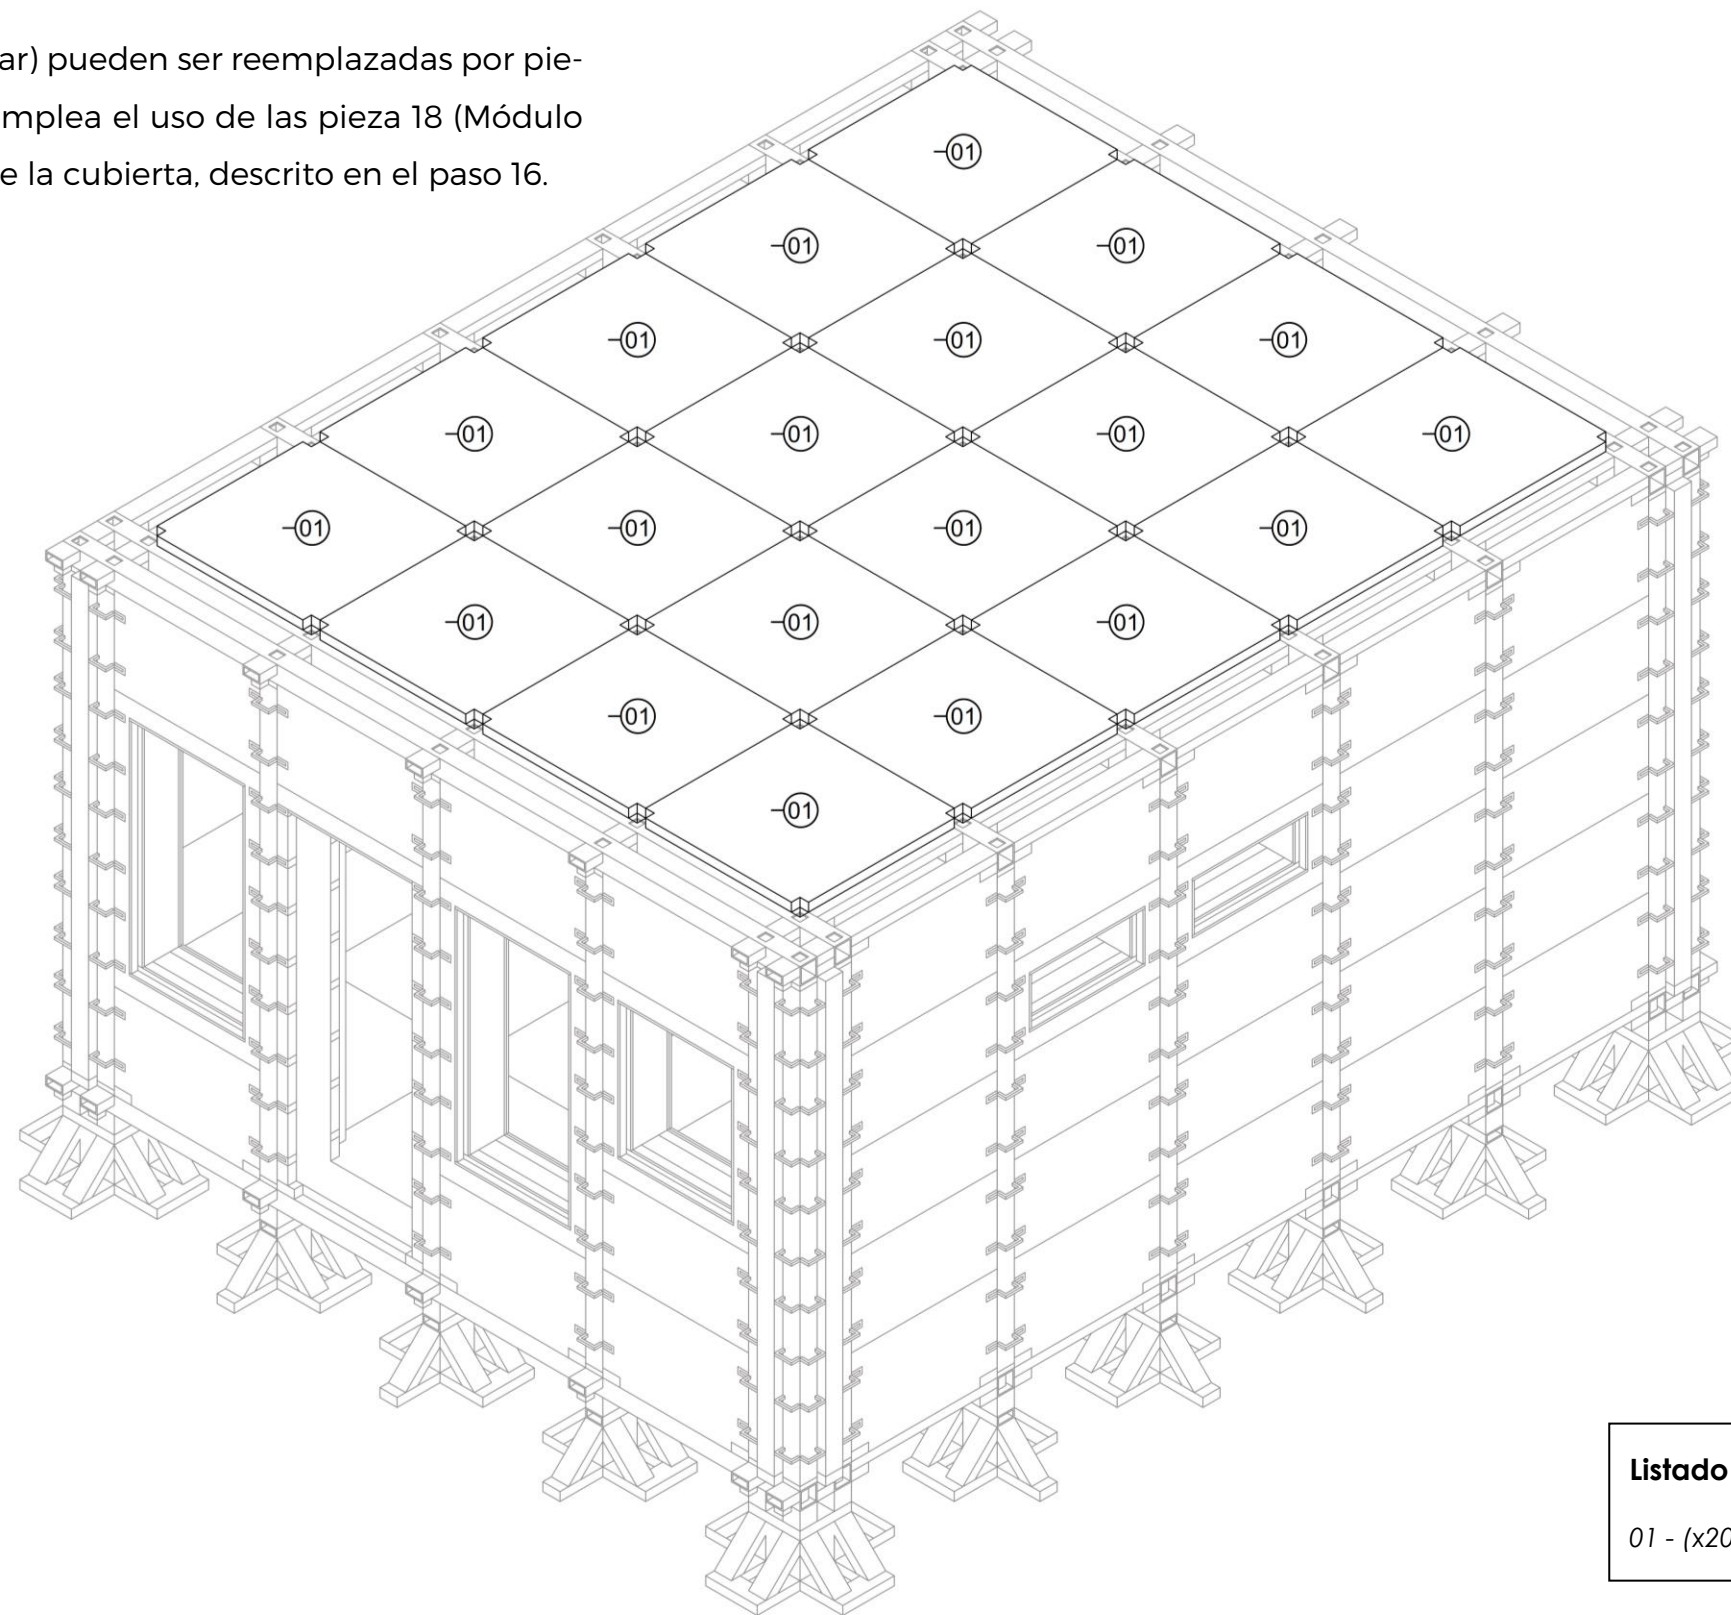 ar) pueden ser reemplazadas por pie-
mplea el uso de las pieza 18 (Módulo
e la cubierta, descrito en el paso 16.
01
01 01
01 01 01
01 01 01 01
01 01 01 01
01 01 01
01 01
01
Listado
01 - (x20